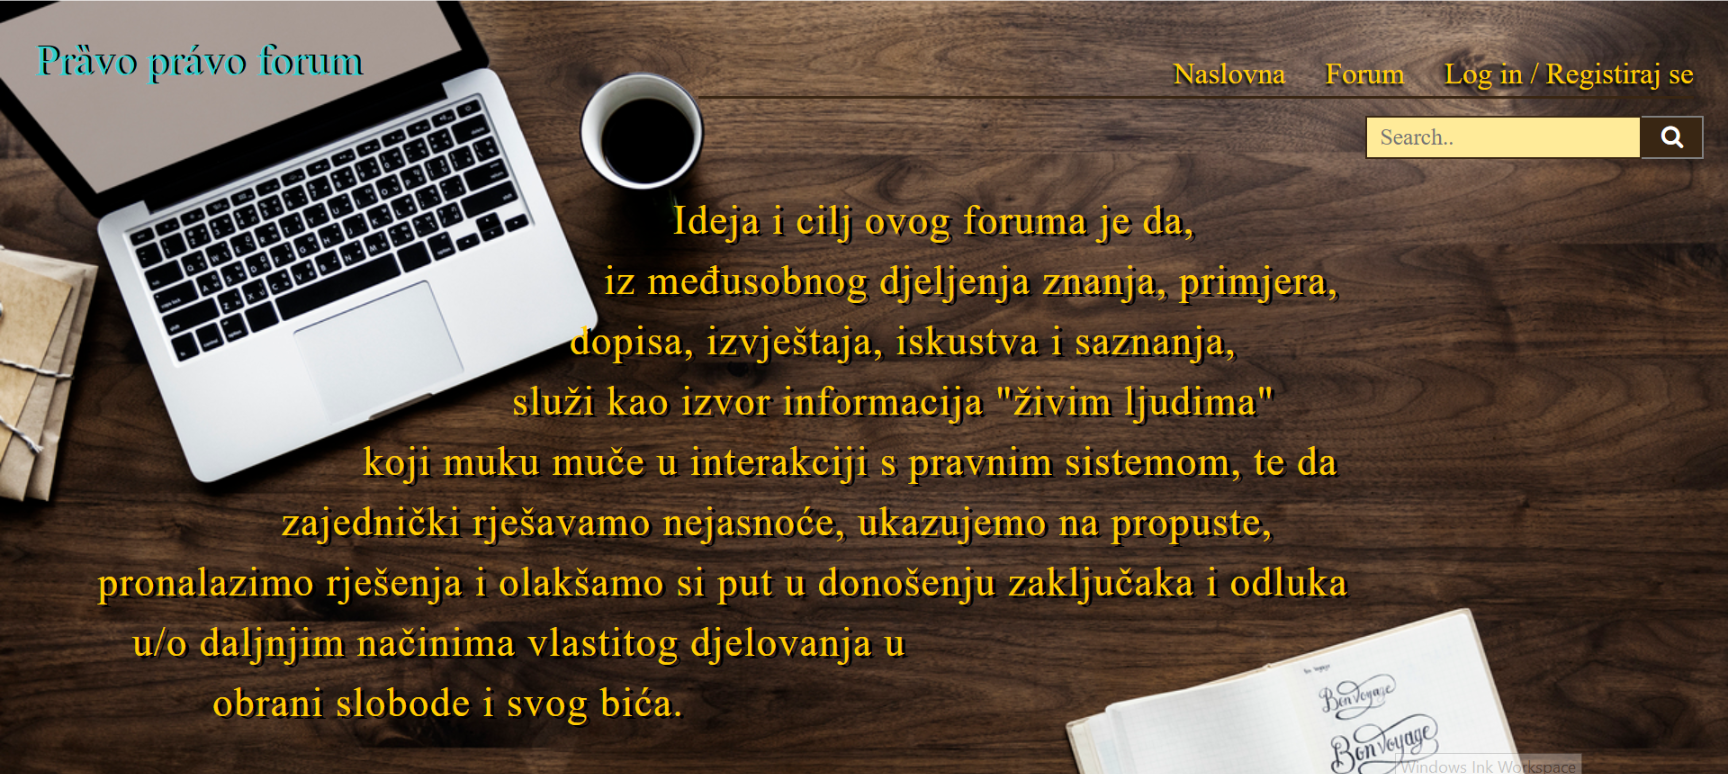 Prȁvo právo forum
Naslovna Forum Log in / Registiraj se
Search..
Ideja i cilj ovog foruma je da,
iz međusobnog djeljenja znanja, primjera,
dopisa, izvještaja, iskustva i saznanja,
služi kao izvor informacija "živim ljudima"
koji muku muče u interakciji s pravnim sistemom, te da
zajednički rješavamo nejasnoće, ukazujemo na propuste,
pronalazimo rješenja i olakšamo si put u donošenju zaključaka i odluka
u/o daljnjim načinima vlastitog djelovanja u
obrani slobode i svog bića.
Bon Voyage
Bon Voyage
Bon Voyage
Windows Ink Workspace